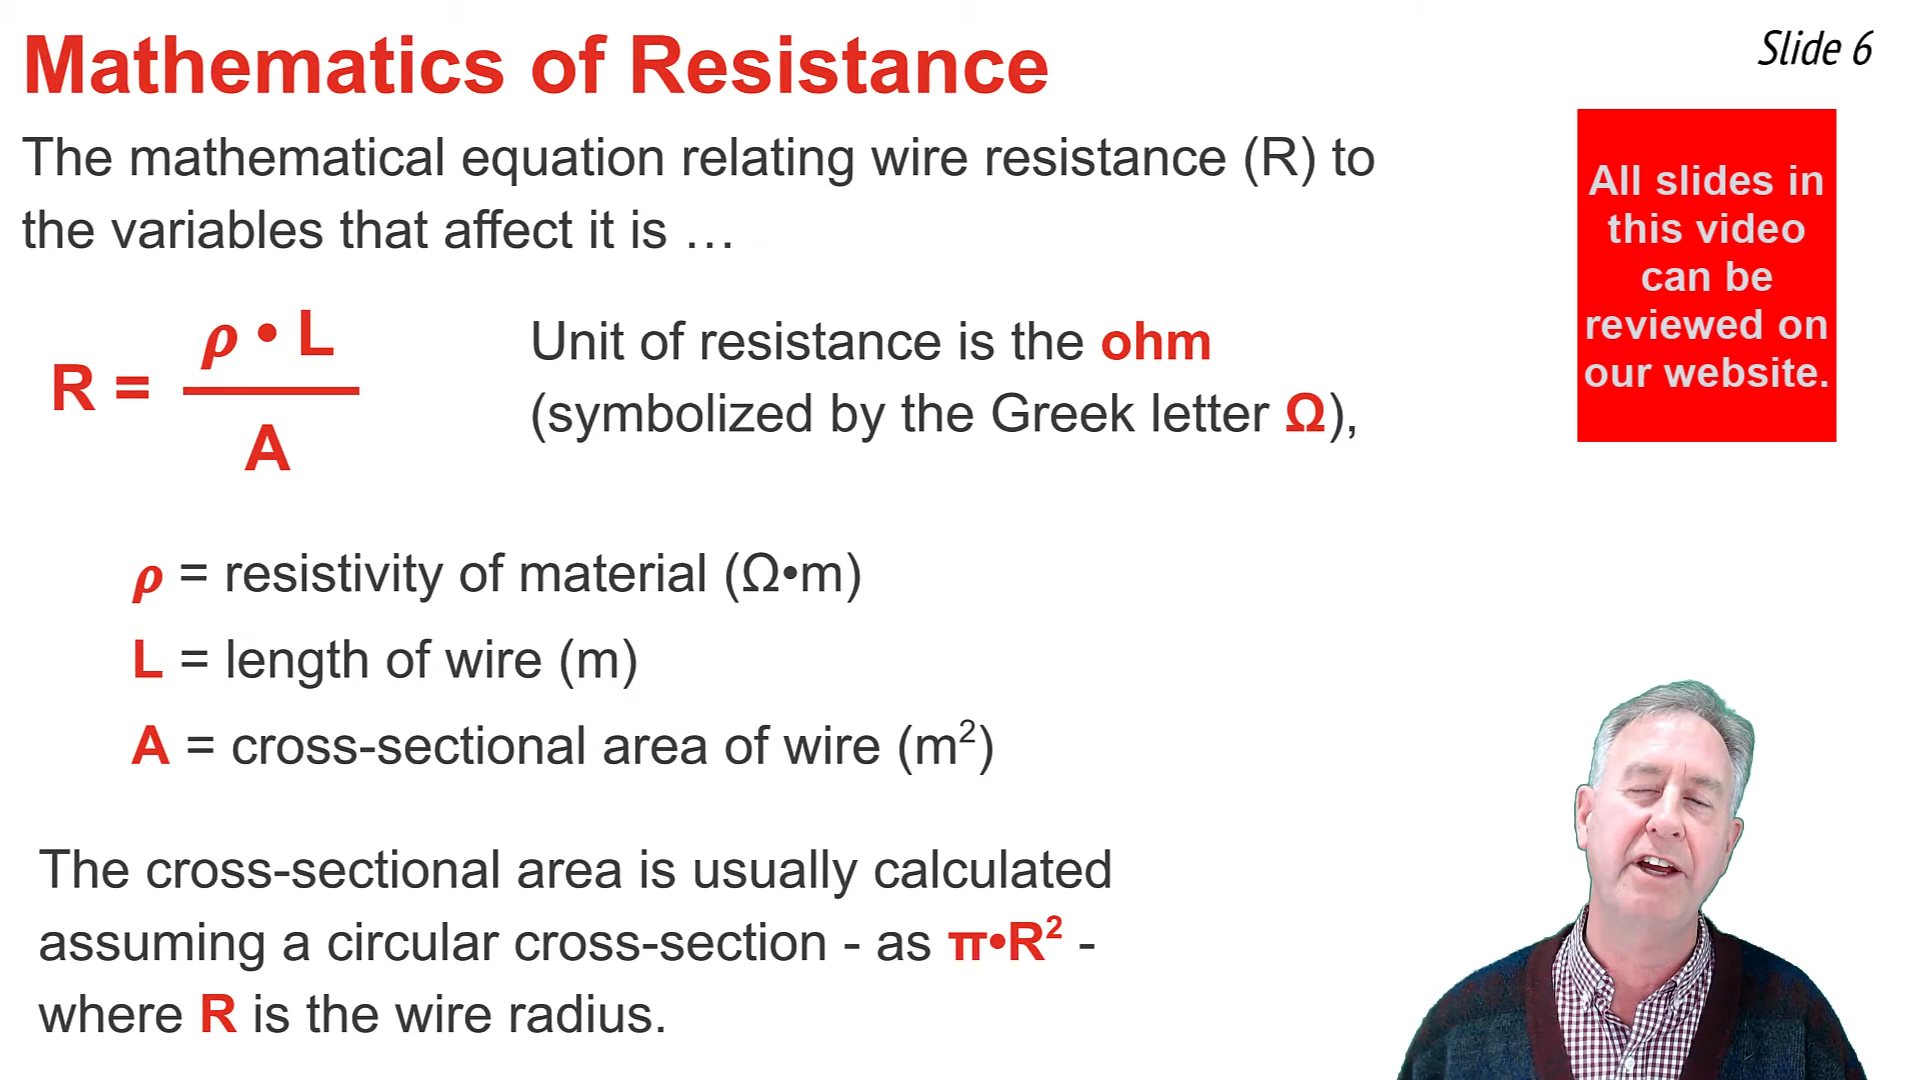 Mathematics of Resistance
Slide 6
The mathematical equation relating wire resistance (R) to
the variables that affect it is …
All slides in
this video
can be
reviewed on
our website.
R = ρ • L
A
Unit of resistance is the ohm
(symbolized by the Greek letter Ω),
ρ = resistivity of material (Ω•m)
L = length of wire (m)
A = cross-sectional area of wire (m²)
The cross-sectional area is usually calculated
assuming a circular cross-section - as π•R² -
where R is the wire radius.